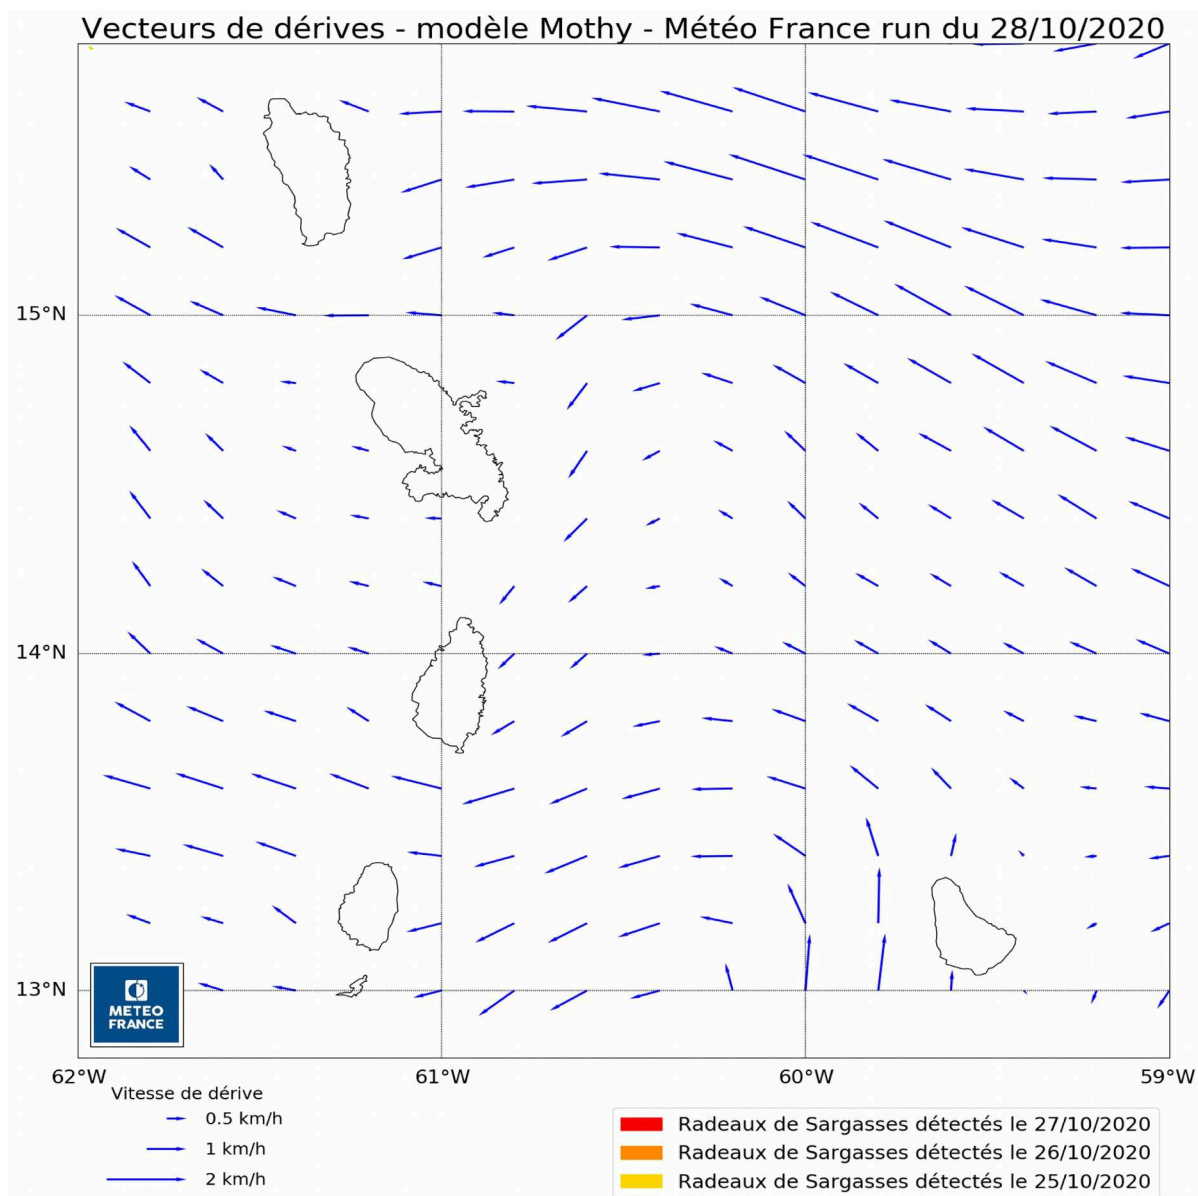 Vecteurs de dérives - modèle Mothy - Météo France run du 28/10/2020
15°N
14°N
13°N
METEO
FRANCE
62°W
61°W
60°W
59°W
Vitesse de dérive
0.5 km/h
1 km/h
2 km/h
Radeaux de Sargasses détectés le 27/10/2020
Radeaux de Sargasses détectés le 26/10/2020
Radeaux de Sargasses détectés le 25/10/2020